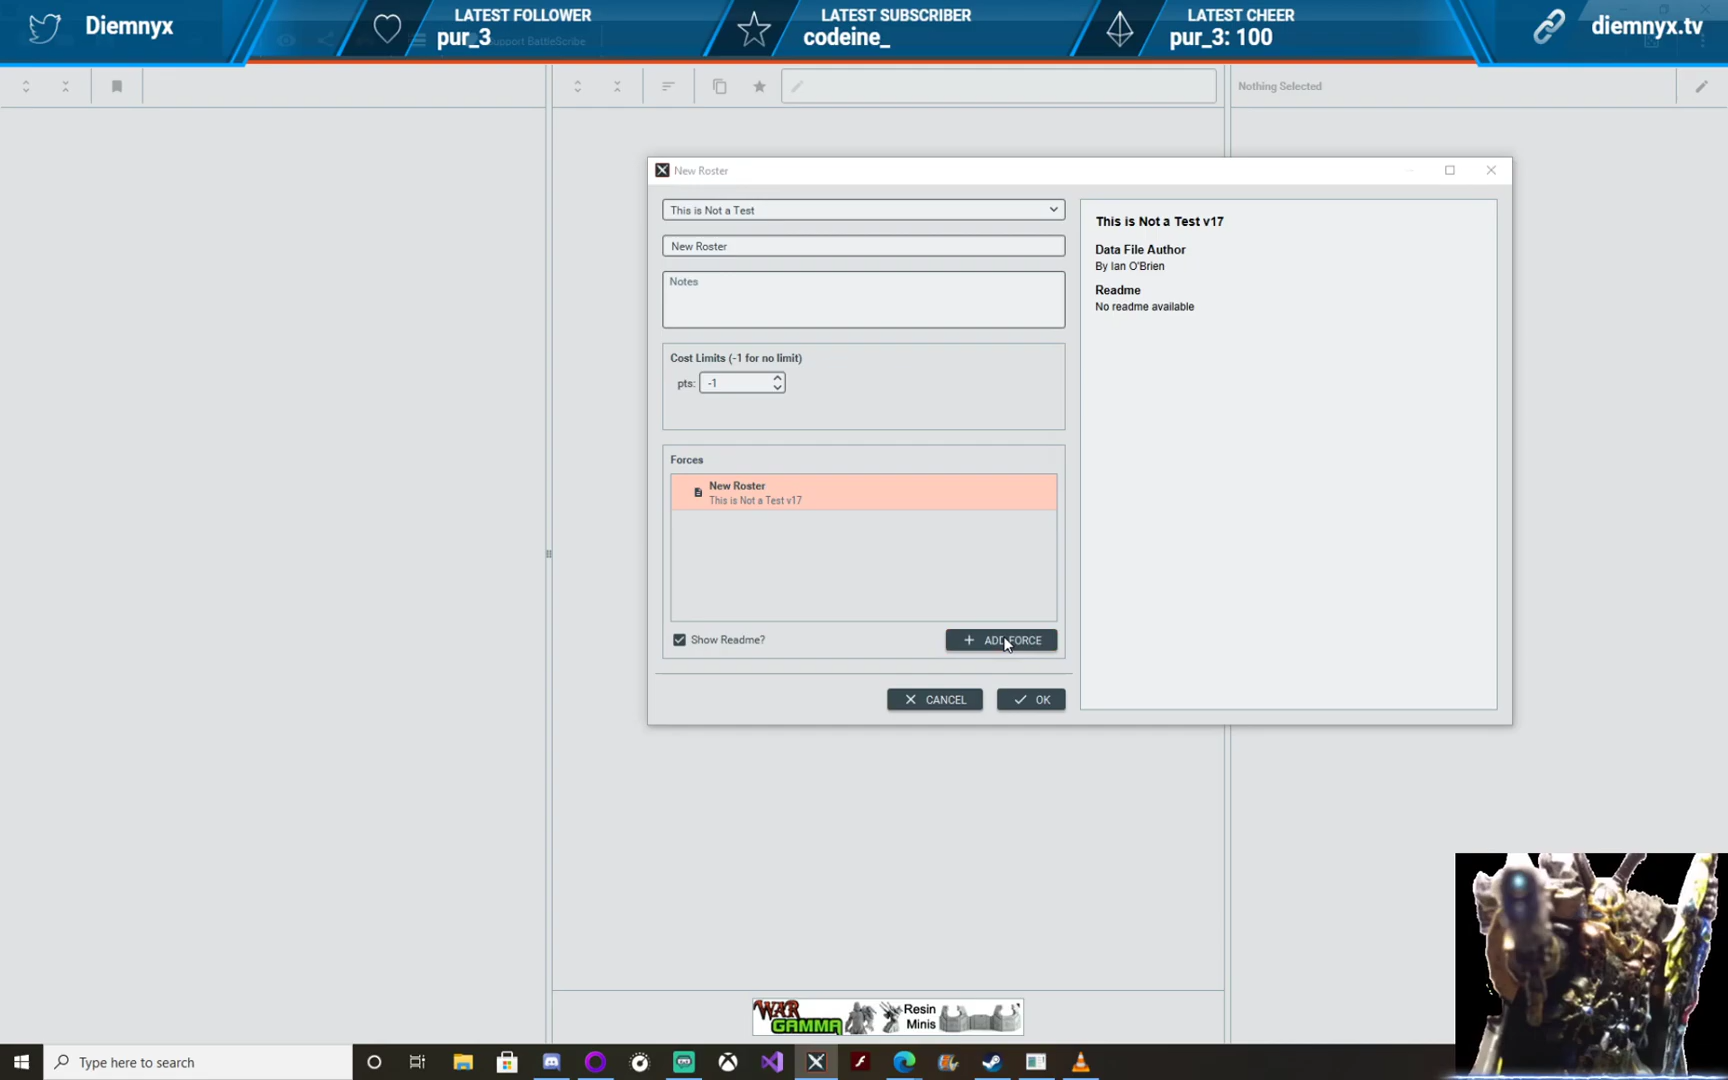 Diemnyx
LATEST FOLLOWER
pur_3
LATEST SUBSCRIBER
codeine_
LATEST CHEER
pur_3: 100
diemnyx.tv
Support BattleScribe
Nothing Selected
New Roster
This is Not a Test
New Roster
Notes
Cost Limits (-1 for no limit)
pts: -1
Forces
New Roster
This is Not a Test v17
Show Readme?
ADD FORCE
CANCEL
OK
This is Not a Test v17
Data File Author
By Ian O'Brien
Readme
No readme available
WAR GAMMA
Resin
Minis
Type here to search